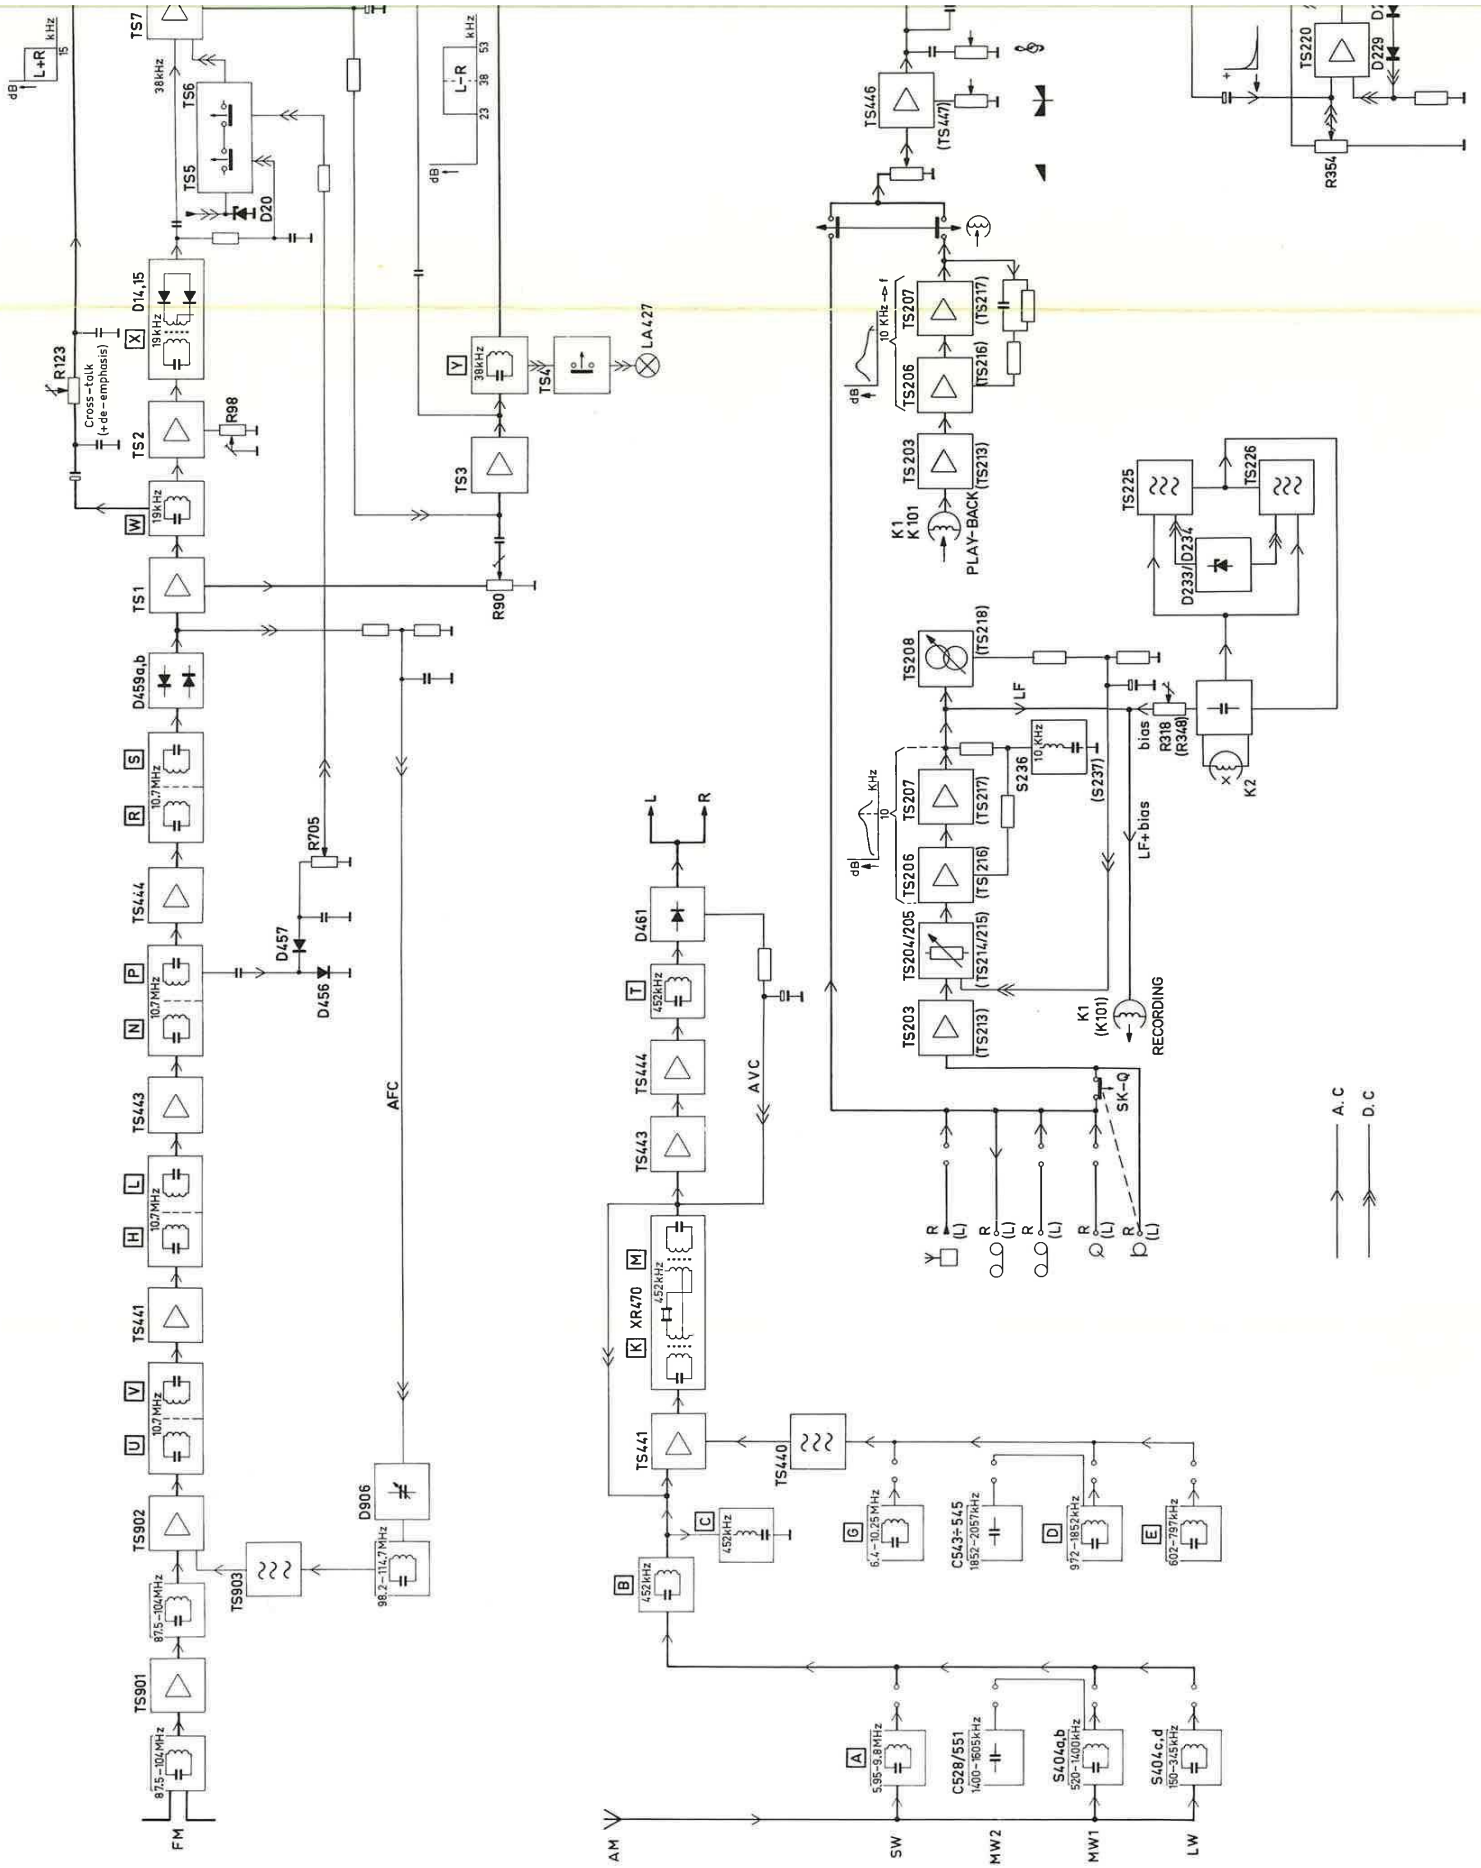 FM
87.5-104MHz
TS901
87.5-104MHz
TS902
TS903
98.2-114.7MHz
D906
U
V
10.7MHz
TS441
H
L
10.7MHz
TS443
N
P
10.7MHz
D456
D457
TS444
R705
R
S
10.7MHz
D459a,b
AFC
TS1
R90
W
19kHz
TS2
R98
R123
Cross-talk
(+de-emphasis)
X
19kHz
D14,15
TS5
TS6
D20
38kHz
TS7
dB
L+R
kHz
15
TS3
Y
38kHz
TS4
LA427
dB
L-R
23
38
53
kHz
AM
SW
MW2
MW1
LW
A
5.95-9.8MHz
C528/551
1400-1605kHz
S404a,b
520-1400kHz
S404c,d
150-345kHz
B
452kHz
C
452kHz
G
6.4-10.25MHz
C543÷545
1852-2057kHz
D
972-1852kHz
E
602-797kHz
TS440
TS441
K
XR470
M
452kHz
TS443
TS444
T
452kHz
D461
AVC
L
R
R
(L)
R
(L)
R
(L)
R
(L)
R
(L)
SK-Q
TS203
(TS213)
TS204/205
(TS214/215)
TS206
(TS216)
TS207
(TS217)
dB
10
KHz
S236
10.KHz
(S237)
LF
TS208
(TS218)
K1
(K101)
RECORDING
LF+bias
bias
R318
(R348)
K2
TS225
D233/D234
TS226
K1
K101
PLAY-BACK
TS203
(TS213)
TS206
(TS216)
TS207
(TS217)
dB
10 KHz
f
TS446
(TS447)
R354
+
TS220
D229
A.C
D.C